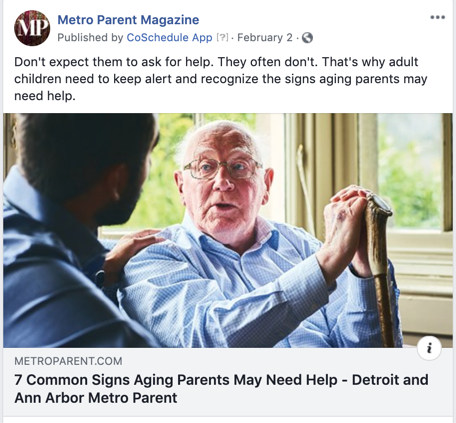 MP
Metro Parent Magazine
Published by CoSchedule App [?] · February 2 ·
Don't expect them to ask for help. They often don't. That's why adult
children need to keep alert and recognize the signs aging parents may
need help.
i
METROPARENT.COM
7 Common Signs Aging Parents May Need Help - Detroit and
Ann Arbor Metro Parent